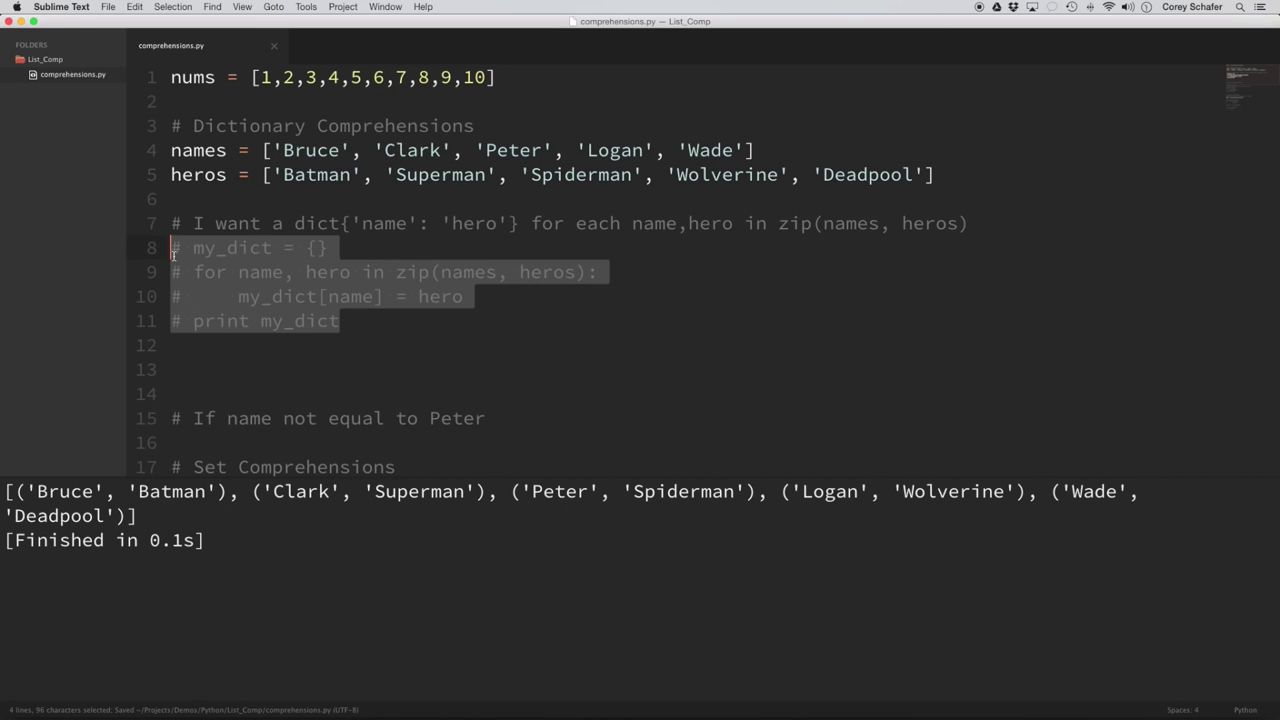 Sublime Text File Edit Selection Find View Goto Tools Project Window Help Corey Schafer
comprehensions.py — List_Comp
FOLDERS
List_Comp
comprehensions.py
comprehensions.py
1 nums = [1,2,3,4,5,6,7,8,9,10]
2
3 # Dictionary Comprehensions
4 names = ['Bruce', 'Clark', 'Peter', 'Logan', 'Wade']
5 heros = ['Batman', 'Superman', 'Spiderman', 'Wolverine', 'Deadpool']
6
7 # I want a dict{'name': 'hero'} for each name,hero in zip(names, heros)
8 # my_dict = {}
9 # for name, hero in zip(names, heros):
10 #     my_dict[name] = hero
11 # print my_dict
12
13
14
15 # If name not equal to Peter
16
17 # Set Comprehensions
[('Bruce', 'Batman'), ('Clark', 'Superman'), ('Peter', 'Spiderman'), ('Logan', 'Wolverine'), ('Wade',
'Deadpool')]
[Finished in 0.1s]
4 lines, 96 characters selected; Saved ~/Projects/Demos/Python/List_Comp/comprehensions.py (UTF-8) Spaces: 4 Python